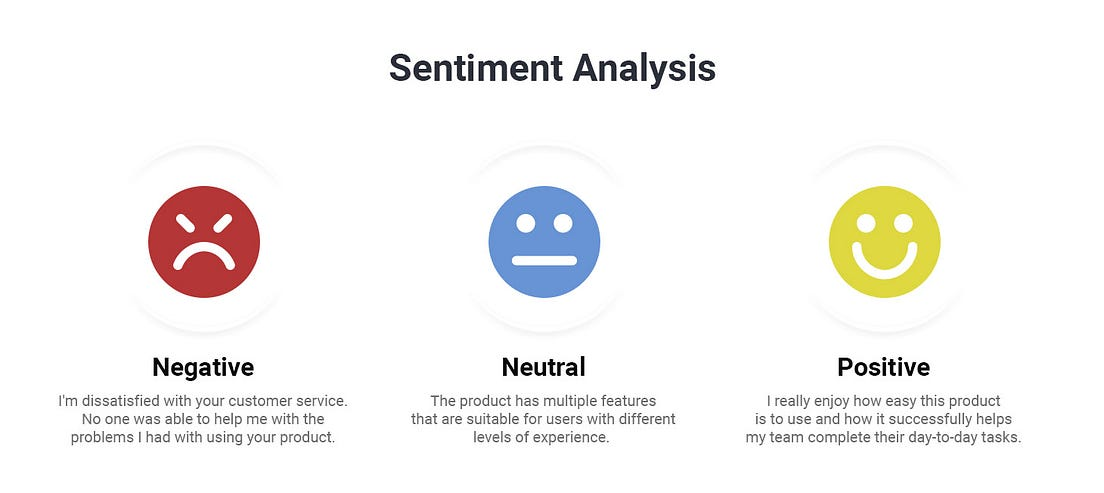 Sentiment Analysis
Negative
I'm dissatisfied with your customer service.
No one was able to help me with the
problems I had with using your product.
Neutral
The product has multiple features
that are suitable for users with different
levels of experience.
Positive
I really enjoy how easy this product
is to use and how it successfully helps
my team complete their day-to-day tasks.